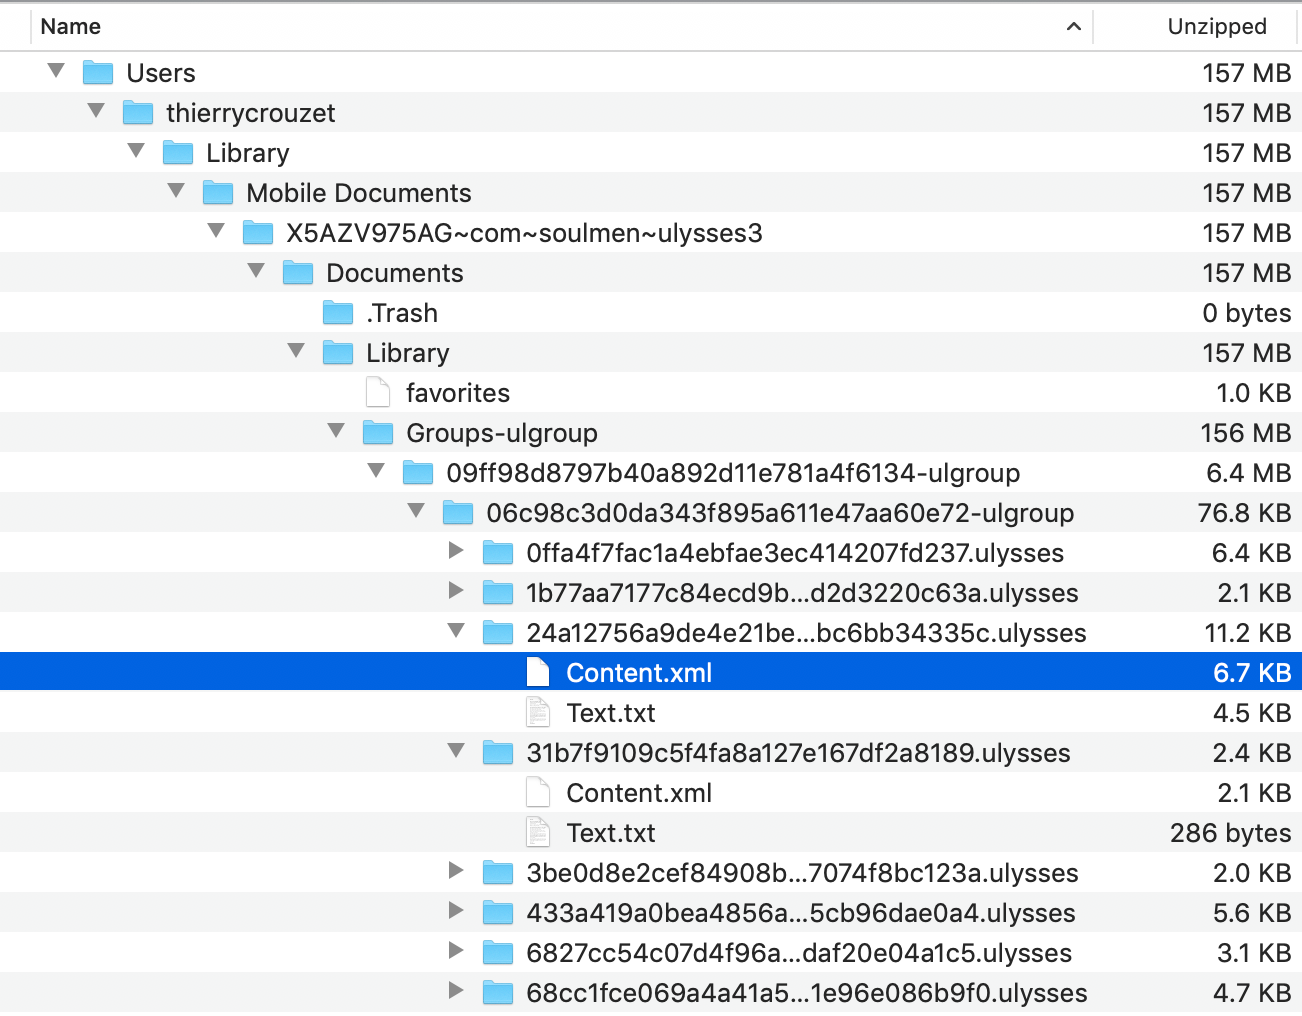 Name Unzipped
Users 157 MB
thierrycrouzet 157 MB
Library 157 MB
Mobile Documents 157 MB
X5AZV975AG~com~soulmen~ulysses3 157 MB
Documents 157 MB
.Trash 0 bytes
Library 157 MB
favorites 1.0 KB
Groups-ulgroup 156 MB
09ff98d8797b40a892d11e781a4f6134-ulgroup 6.4 MB
06c98c3d0da343f895a611e47aa60e72-ulgroup 76.8 KB
0ffa4f7fac1a4ebfae3ec414207fd237.ulysses 6.4 KB
1b77aa7177c84ecd9b...d2d3220c63a.ulysses 2.1 KB
24a12756a9de4e21be...bc6bb34335c.ulysses 11.2 KB
Content.xml 6.7 KB
Text.txt 4.5 KB
31b7f9109c5f4fa8a127e167df2a8189.ulysses 2.4 KB
Content.xml 2.1 KB
Text.txt 286 bytes
3be0d8e2cef84908b...7074f8bc123a.ulysses 2.0 KB
433a419a0bea4856a...5cb96dae0a4.ulysses 5.6 KB
6827cc54c07d4f96a...daf20e04a1c5.ulysses 3.1 KB
68cc1fce069a4a41a5...1e96e086b9f0.ulysses 4.7 KB